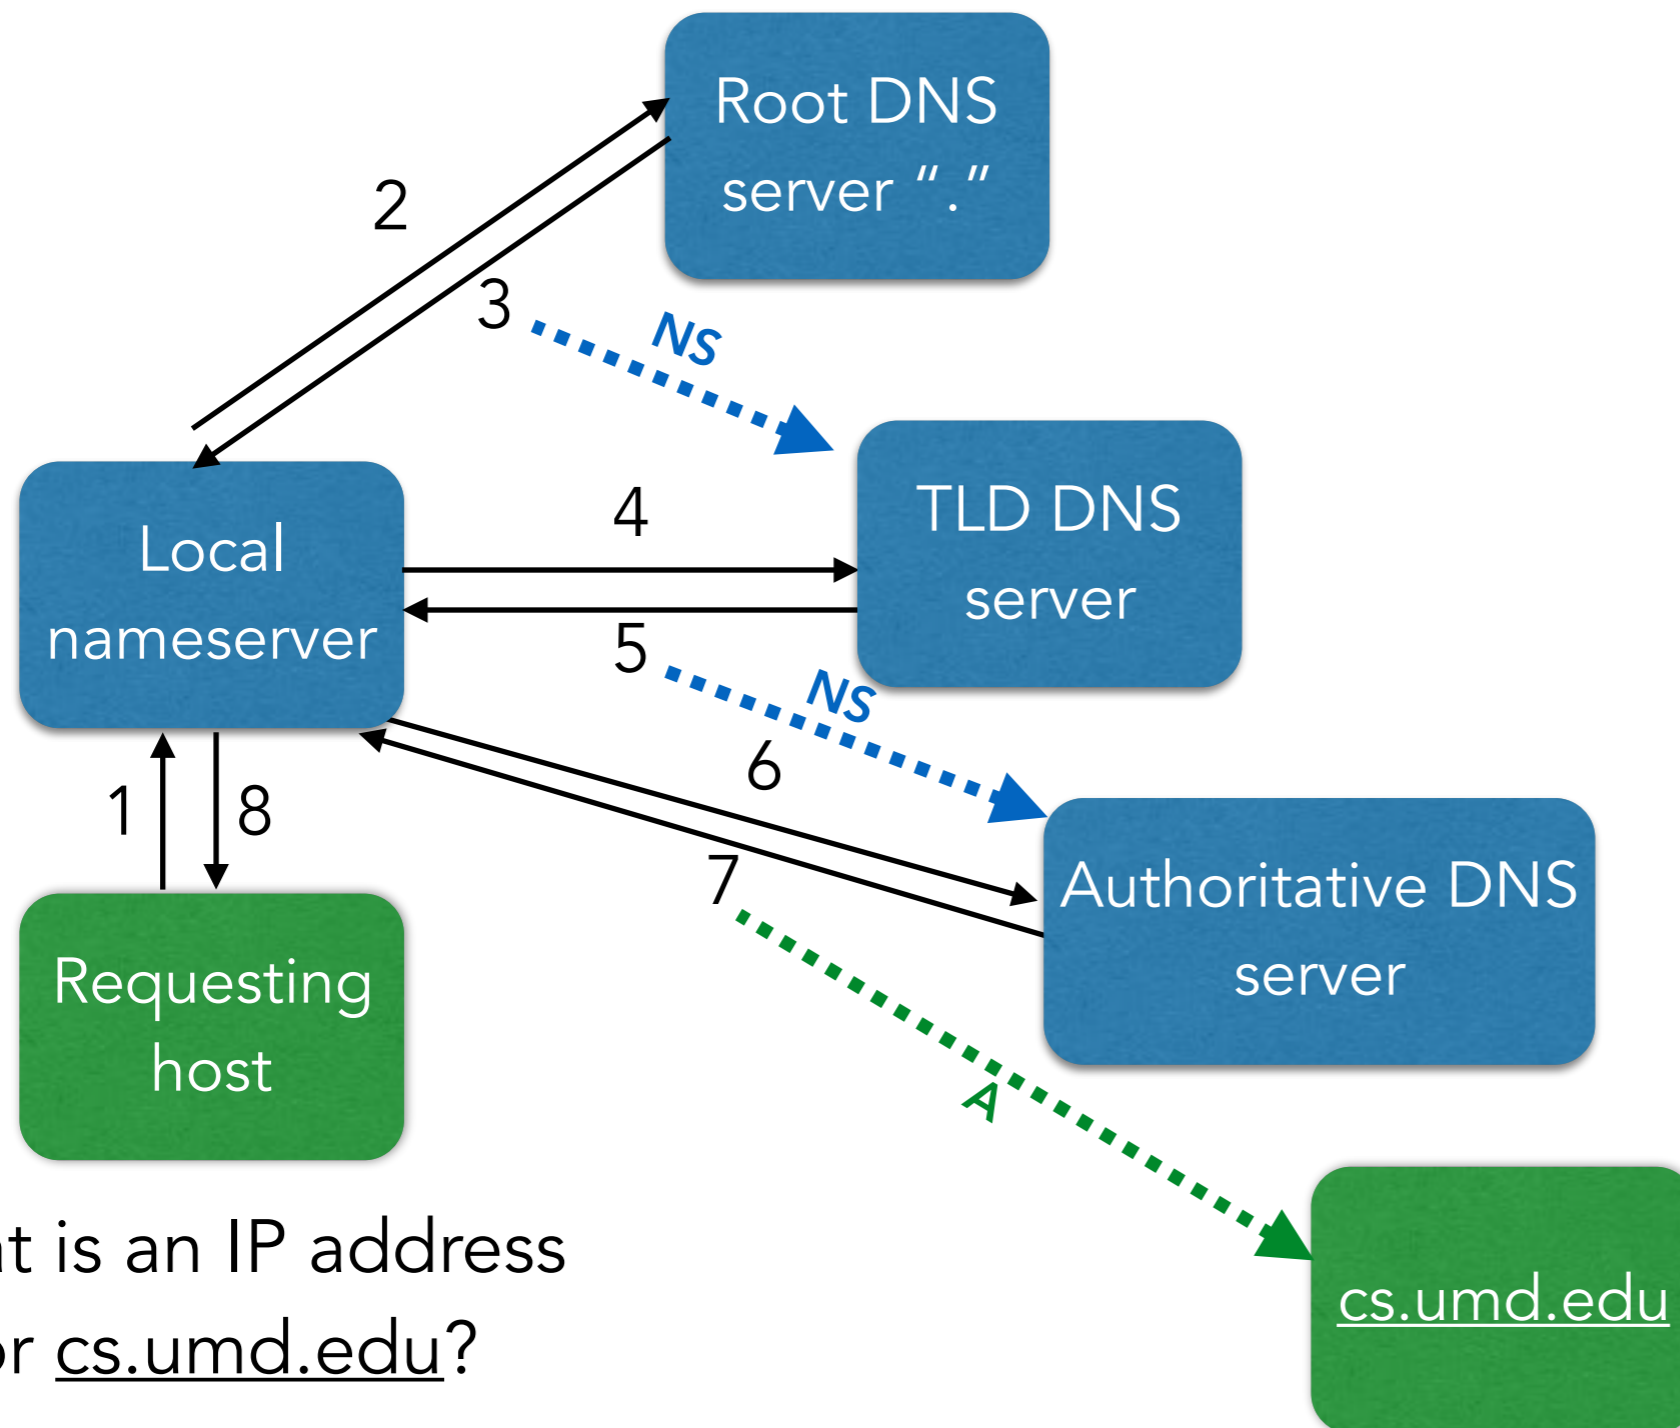 Root DNS
server “.”
2
3
NS
4
TLD DNS
server
Local
nameserver
5
NS
6
1
8
7
Authoritative DNS
server
Requesting
host
A
is an IP address
cs.umd.edu?
cs.umd.edu